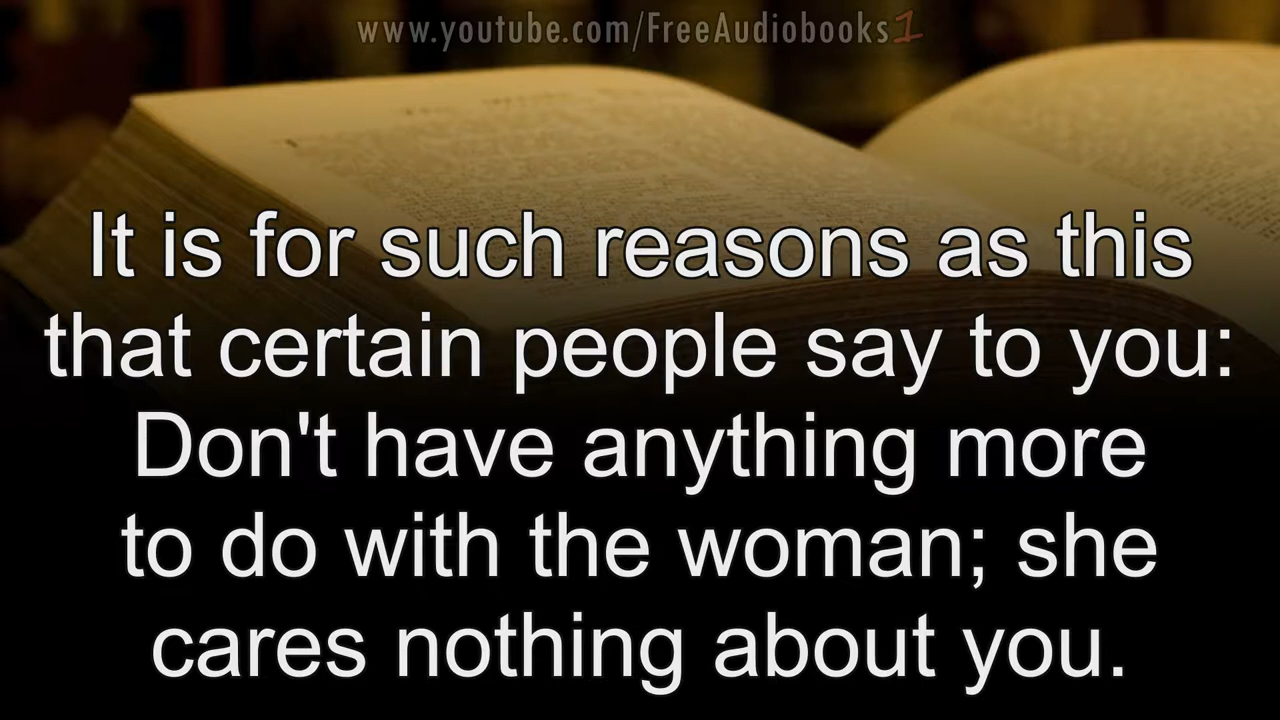 www.youtube.com/FreeAudiobooks1
It is for such reasons as this
that certain people say to you:
Don't have anything more
to do with the woman; she
cares nothing about you.